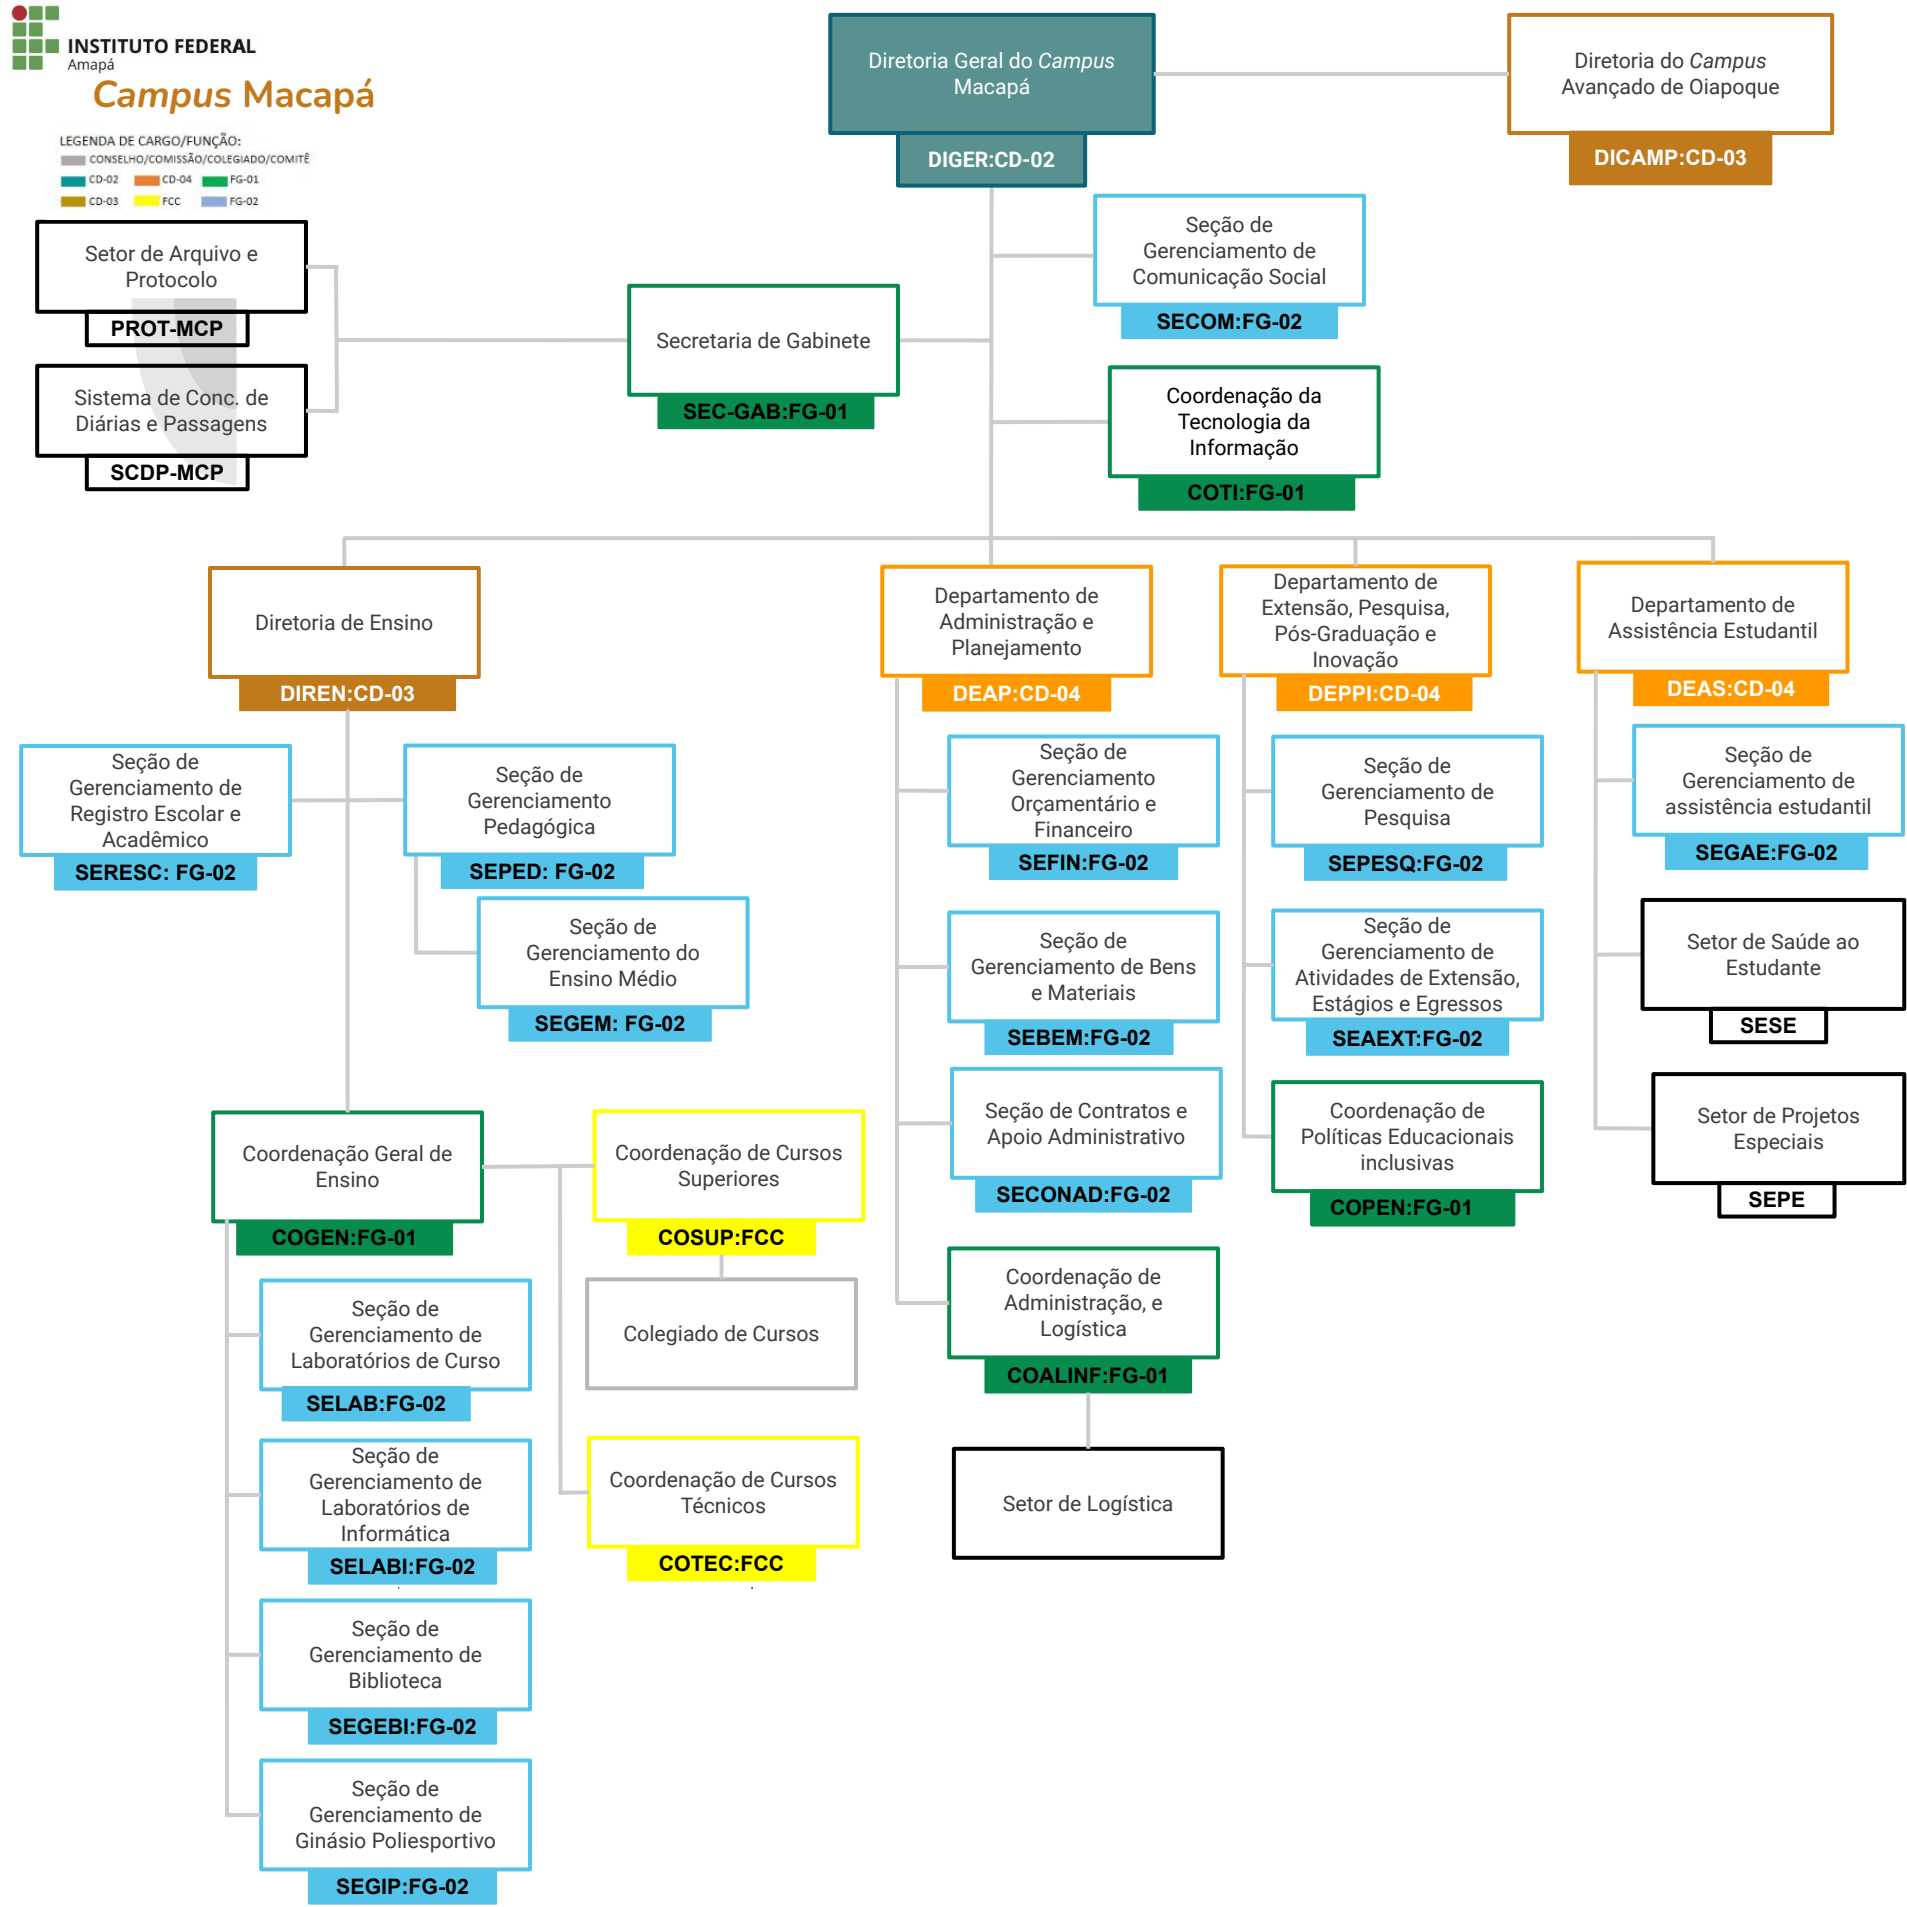 INSTITUTO FEDERAL
Amapá
Campus Macapá
LEGENDA DE CARGO/FUNÇÃO:
CONSELHO/COMISSÃO/COLEGIADO/COMITÊ
CD-02 CD-04 FG-01
CD-03 FCC FG-02
Diretoria Geral do Campus
Macapá
DIGER:CD-02
Diretoria do Campus
Avançado de Oiapoque
DICAMP:CD-03
Setor de Arquivo e
Protocolo
PROT-MCP
Sistema de Conc. de
Diárias e Passagens
SCDP-MCP
Secretaria de Gabinete
SEC-GAB:FG-01
Seção de
Gerenciamento de
Comunicação Social
SECOM:FG-02
Coordenação da
Tecnologia da
Informação
COTI:FG-01
Diretoria de Ensino
DIREN:CD-03
Departamento de
Administração e
Planejamento
DEAP:CD-04
Departamento de
Extensão, Pesquisa,
Pós-Graduação e
Inovação
DEPPI:CD-04
Departamento de
Assistência Estudantil
DEAS:CD-04
Seção de
Gerenciamento de
Registro Escolar e
Acadêmico
SERESC: FG-02
Seção de
Gerenciamento
Pedagógica
SEPED: FG-02
Seção de
Gerenciamento do
Ensino Médio
SEGEM: FG-02
Seção de
Gerenciamento
Orçamentário e
Financeiro
SEFIN:FG-02
Seção de
Gerenciamento de Bens
e Materiais
SEBEM:FG-02
Seção de Contratos e
Apoio Administrativo
SECONAD:FG-02
Coordenação de
Administração, e
Logística
COALINF:FG-01
Setor de Logística
Seção de
Gerenciamento de
Pesquisa
SEPESQ:FG-02
Seção de
Gerenciamento de
Atividades de Extensão,
Estágios e Egressos
SEAEXT:FG-02
Coordenação de
Políticas Educacionais
inclusivas
COPEN:FG-01
Seção de
Gerenciamento de
assistência estudantil
SEGAE:FG-02
Setor de Saúde ao
Estudante
SESE
Setor de Projetos
Especiais
SEPE
Coordenação Geral de
Ensino
COGEN:FG-01
Coordenação de Cursos
Superiores
COSUP:FCC
Colegiado de Cursos
Coordenação de Cursos
Técnicos
COTEC:FCC
Seção de
Gerenciamento de
Laboratórios de Curso
SELAB:FG-02
Seção de
Gerenciamento de
Laboratórios de
Informática
SELABI:FG-02
Seção de
Gerenciamento de
Biblioteca
SEGEBI:FG-02
Seção de
Gerenciamento de
Ginásio Poliesportivo
SEGIP:FG-02